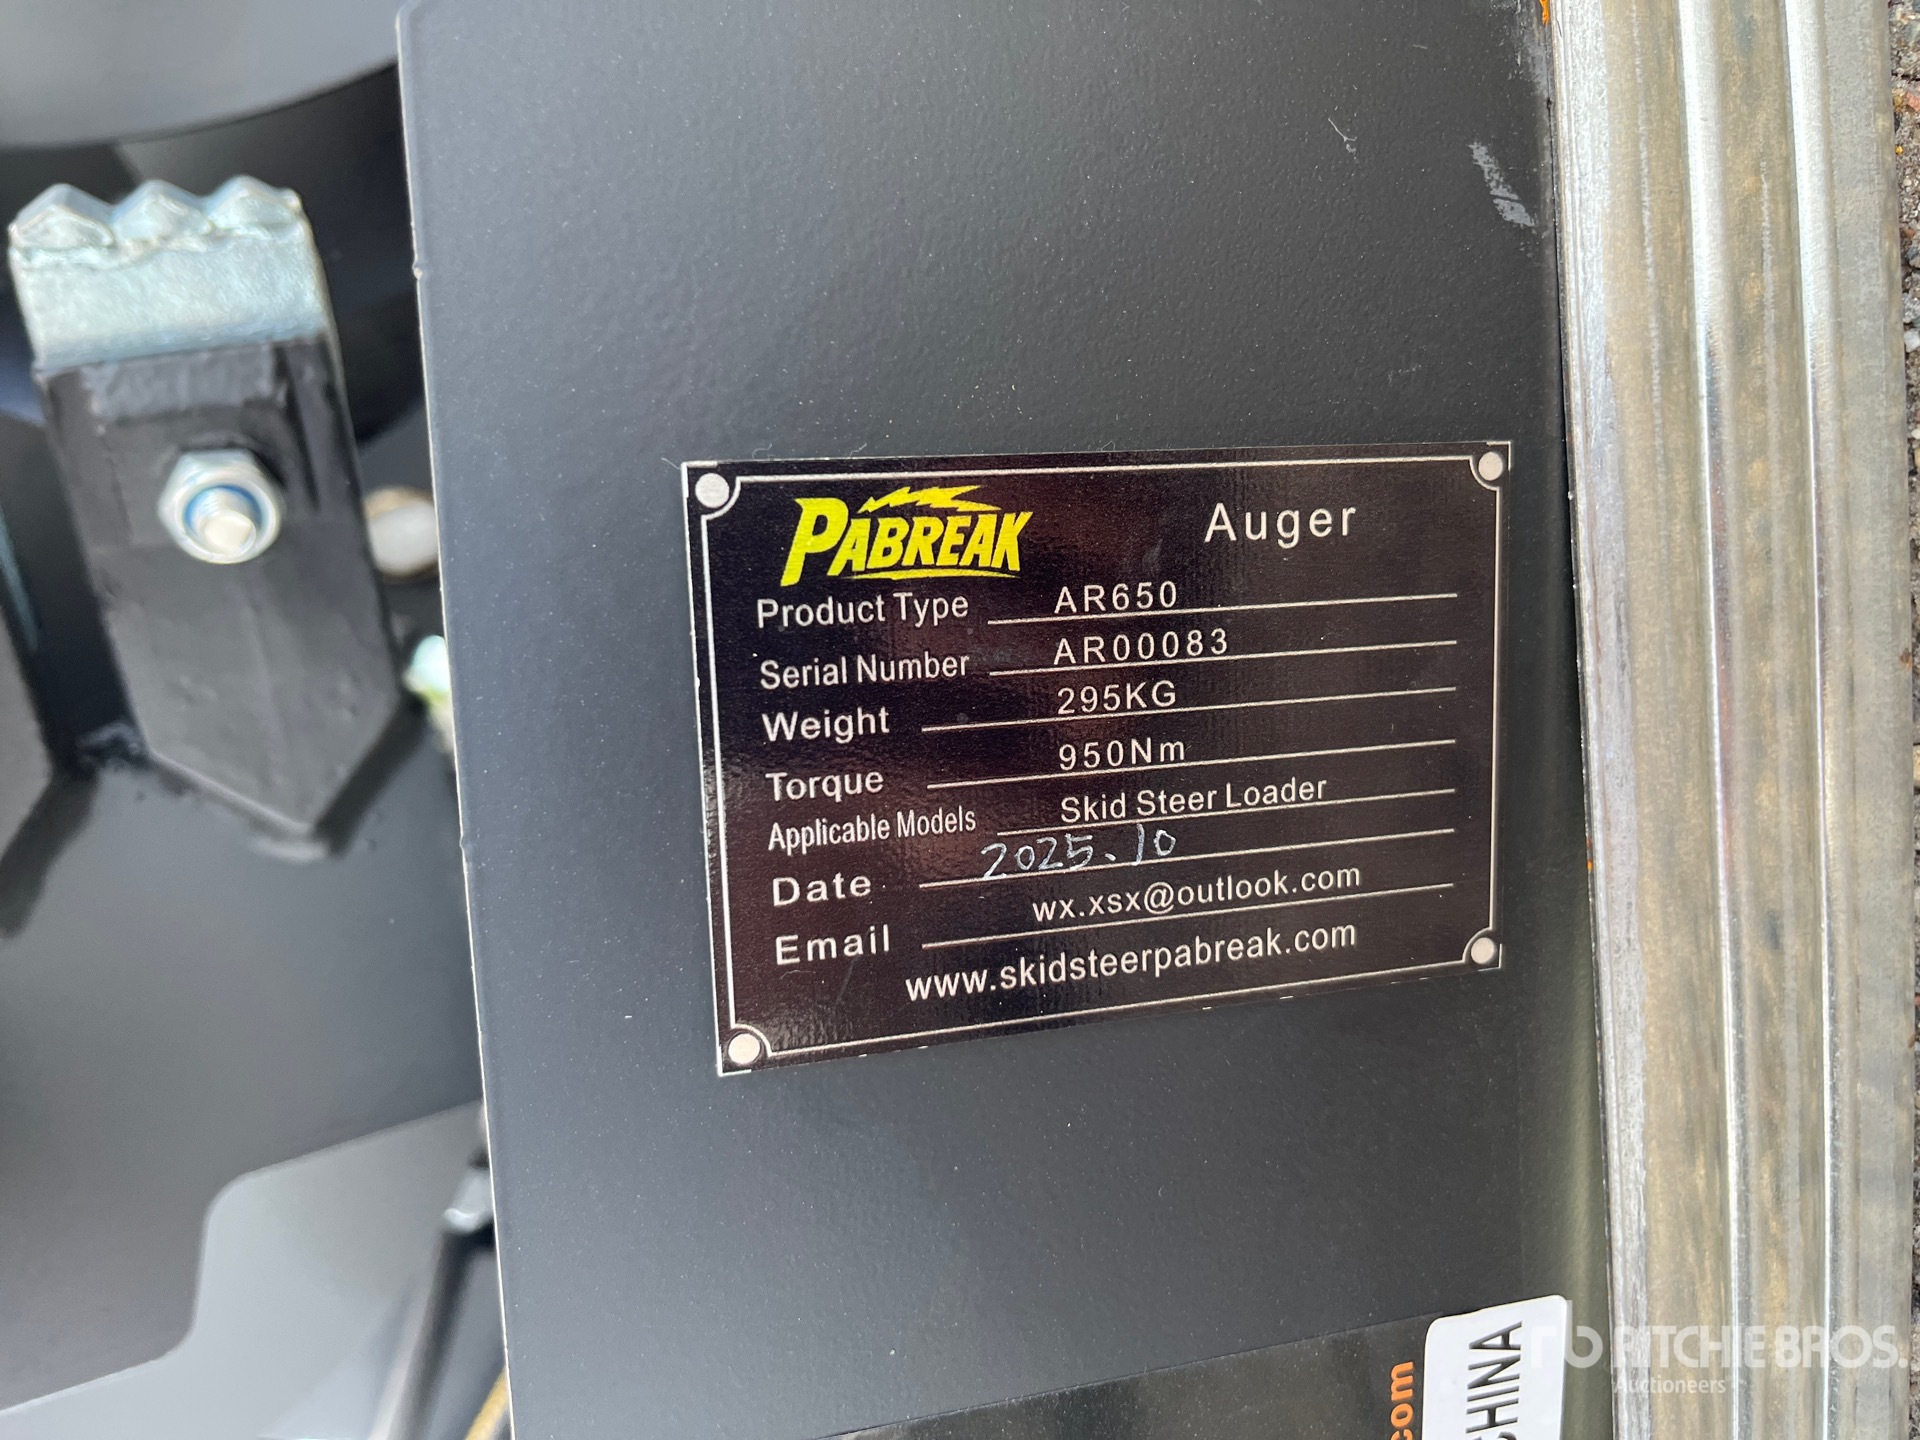 PABREAK Auger
Product Type AR650
Serial Number AR00083
Weight 295KG
Torque 950Nm
Applicable Models Skid Steer Loader
Date 2025.10
Email wx.xsx@outlook.com
www.skidsteerpabreak.com
.com
CHINA
RITCHIE BROS.
Auctioneers